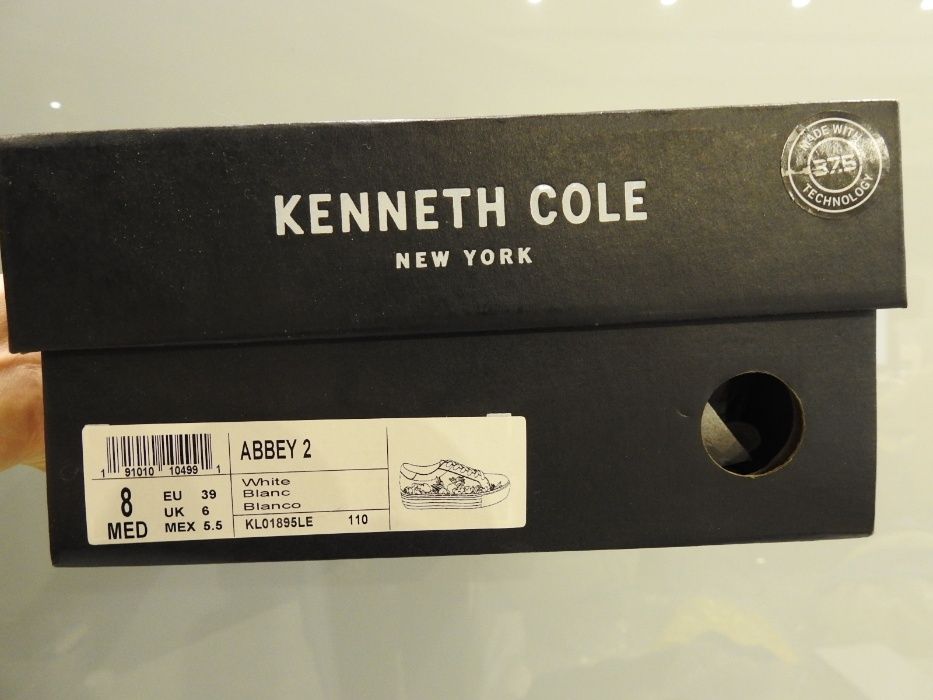 MADE WITH
37.5
TECHNOLOGY
KENNETH COLE
NEW YORK
1 91010 10499 1
ABBEY 2
White
Blanc
Blanco
8 EU 39
UK 6
MED MEX 5.5
KL01895LE 110